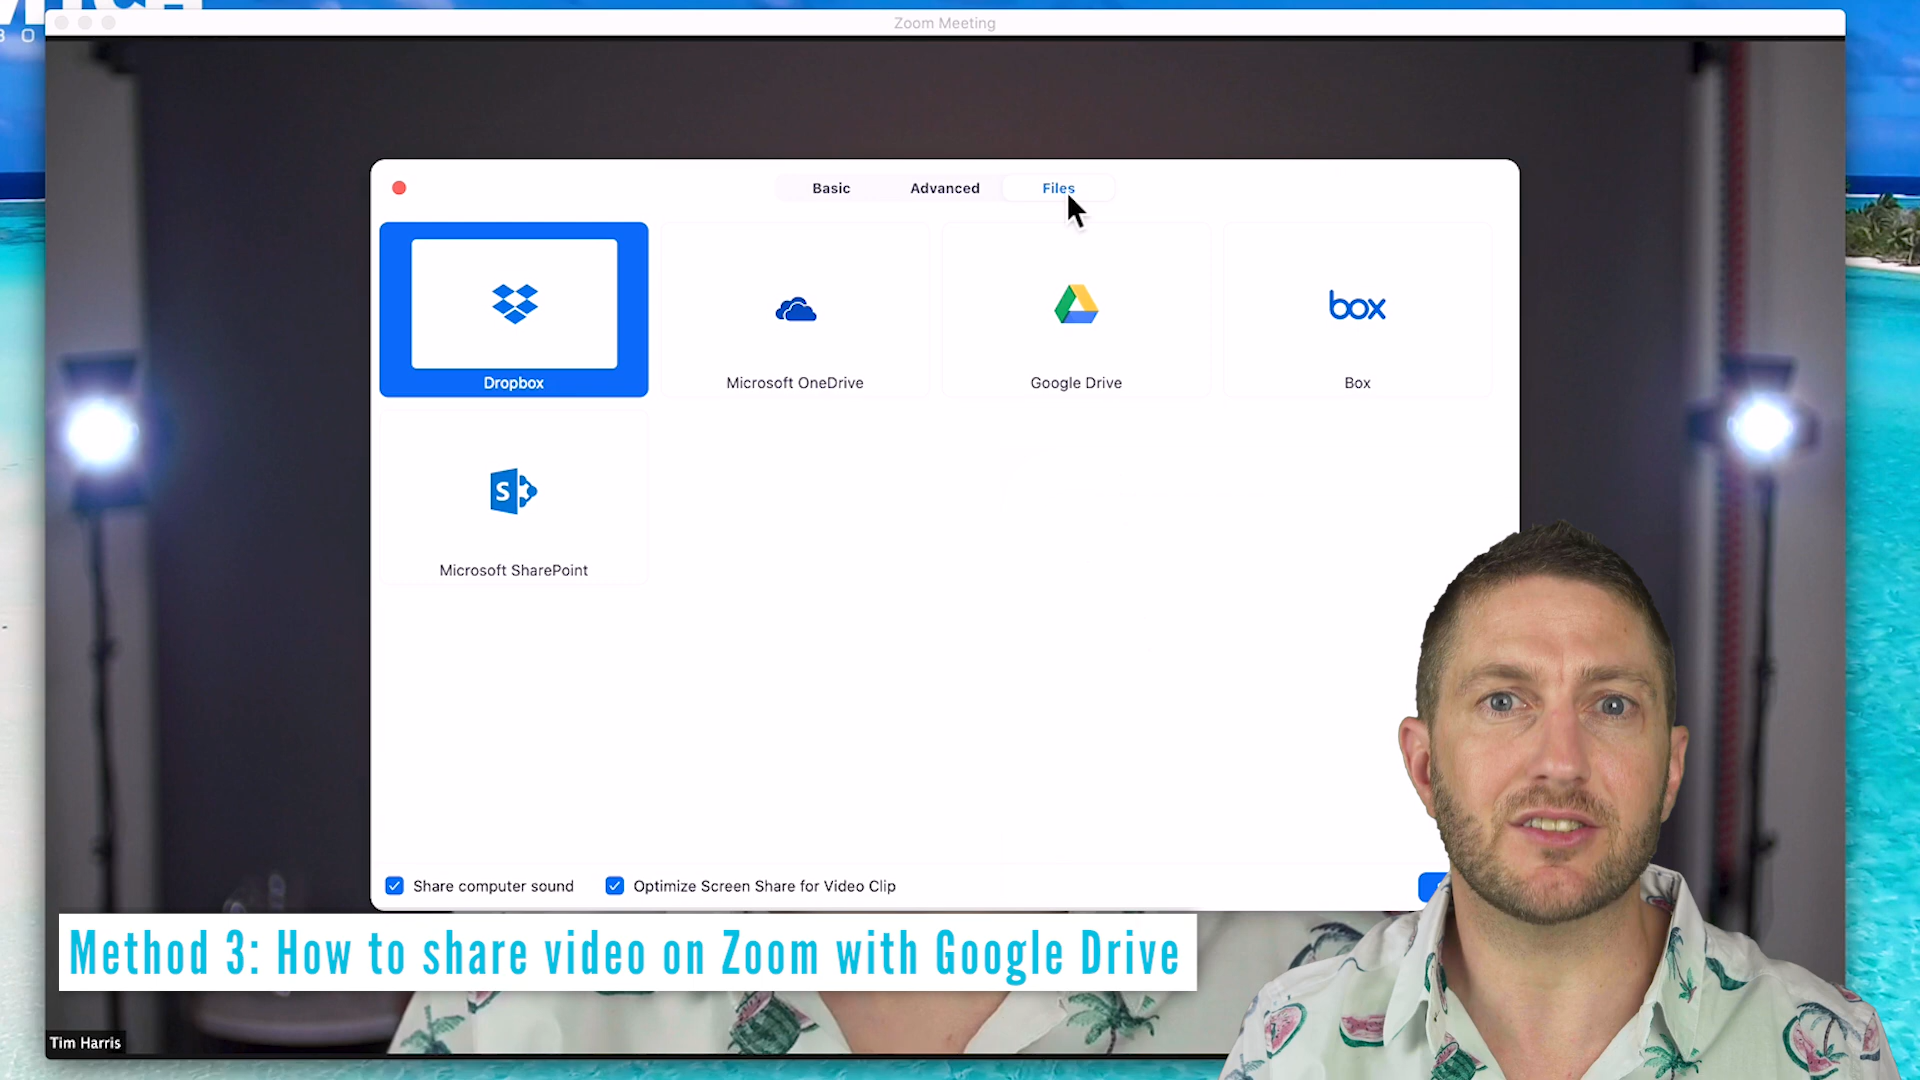 Zoom Meeting
Basic
Advanced
Files
Dropbox
Microsoft OneDrive
box
Google Drive
Box
S
Microsoft SharePoint
Share computer sound
Optimize Screen Share for Video Clip
Method 3: How to share video on Zoom with Google Drive
Tim Harris